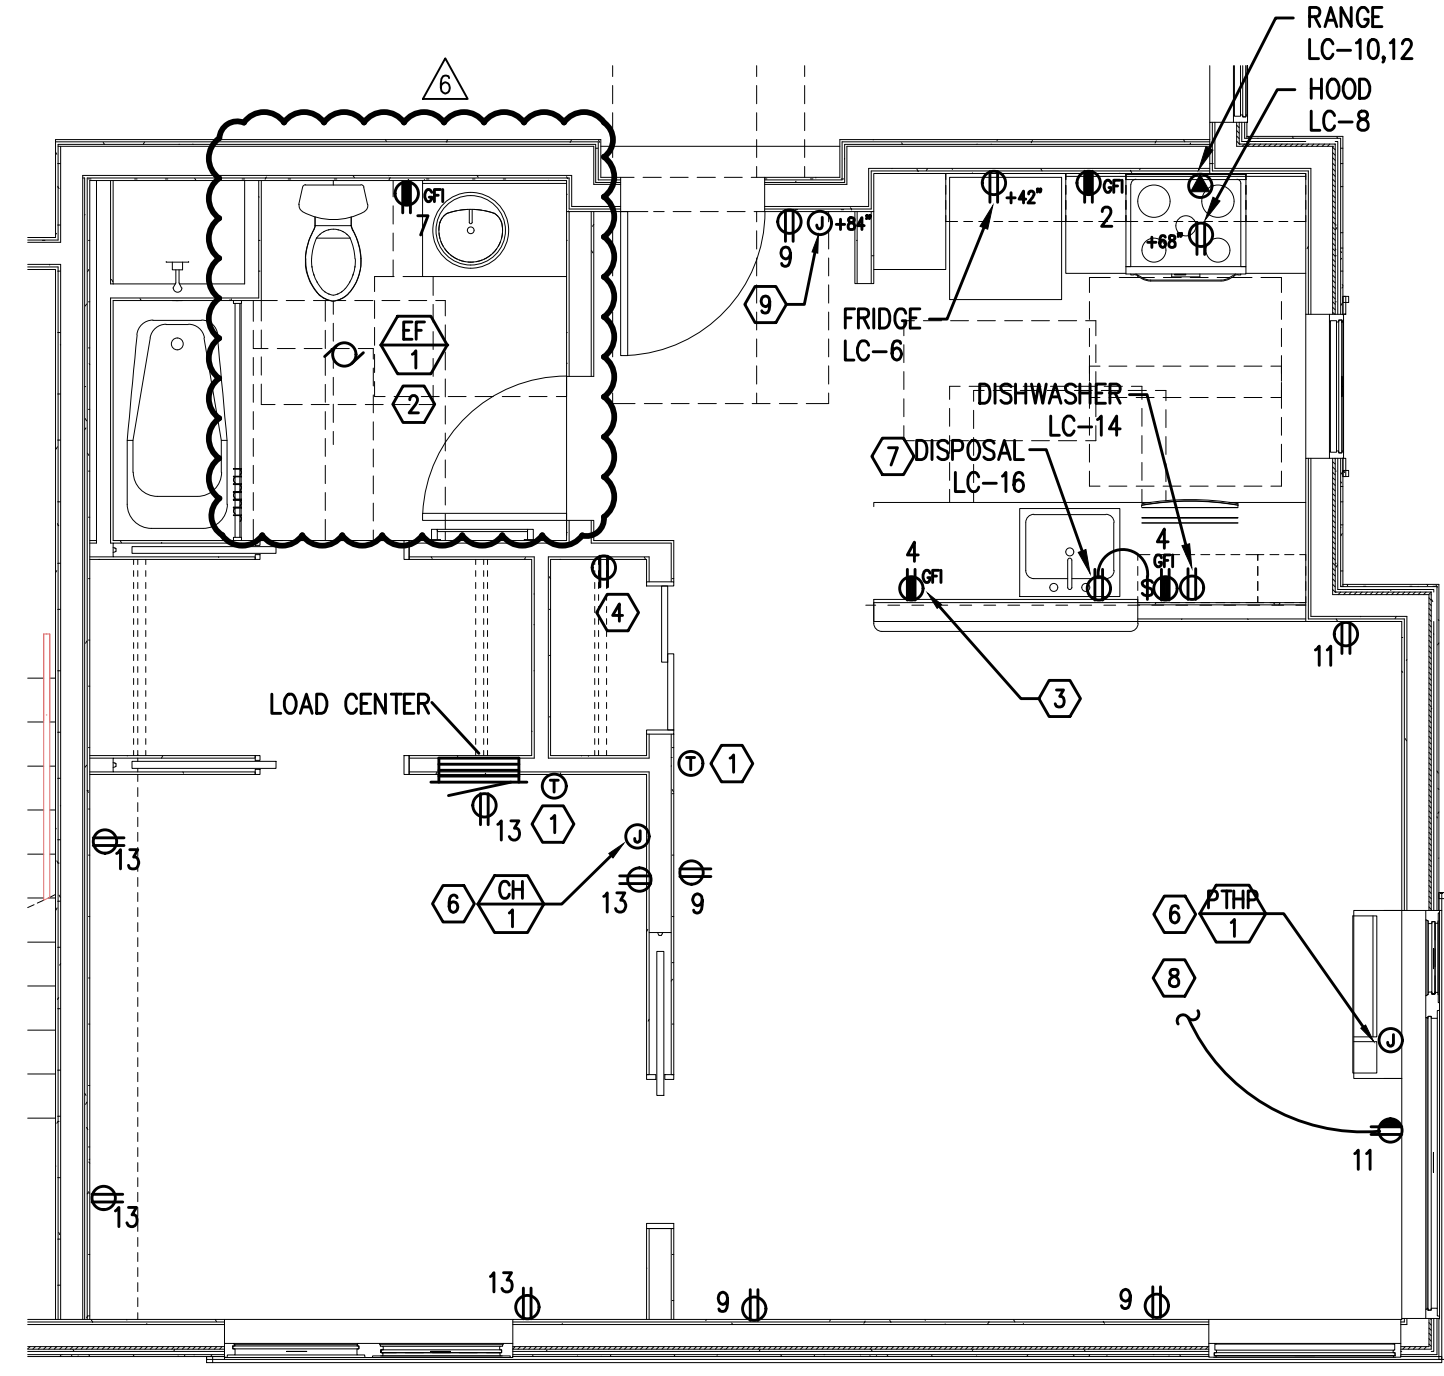 RANGE
LC-10,12
HOOD
LC-8
6
GFI
7
J
+84"
9
9
+42"
GFI
2
+68"
EF
1
2
FRIDGE
LC-6
DISHWASHER
LC-14
7
DISPOSAL
LC-16
4
GFI
4
GFI
S
4
3
11
LOAD CENTER
T
1
T
1
13
13
J
6
CH
1
13
9
6
PTHP
1
8
J
11
13
13
9
9